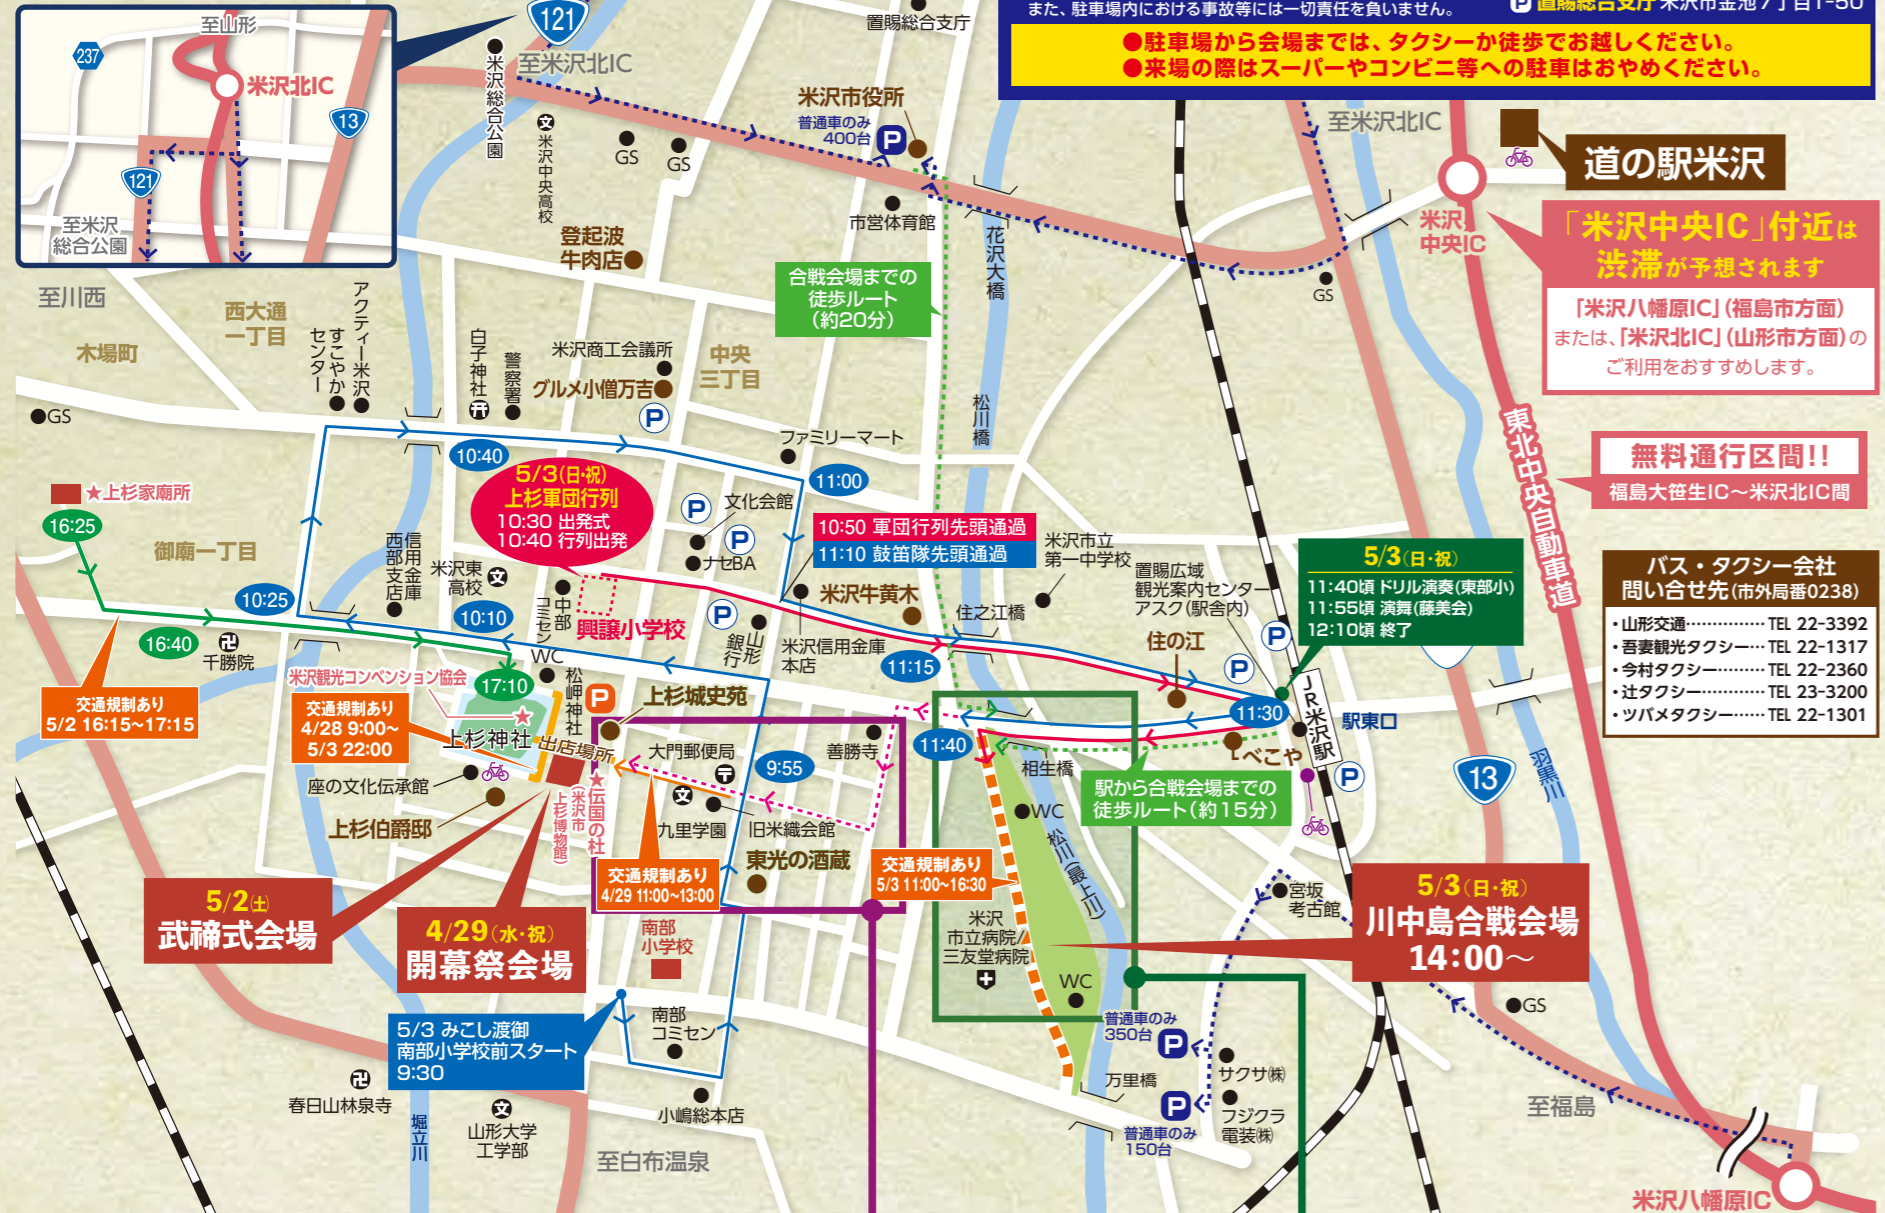 至山形
237
米沢北IC
13
121
至米沢
総合公園
121
至米沢北IC
米沢総合公園
置賜総合支庁
また、駐車場内における事故等には一切責任を負いません。
P 置賜総合支庁 米沢市金池7丁目1-50
●駐車場から会場までは、タクシーか徒歩でお越しください。
●来場の際はスーパーやコンビニ等への駐車はおやめください。
米沢市役所
普通車のみ
400台
P
文
米沢中央高校
GS
GS
市営体育館
花沢大橋
至米沢北IC
米沢
中央IC
道の駅米沢
「米沢中央IC」付近は
渋滞が予想されます
「米沢八幡原IC」(福島市方面)
または、「米沢北IC」(山形市方面)の
ご利用をおすすめします。
GS
登起波
牛肉店
合戦会場までの
徒歩ルート
(約20分)
至川西
西大通
一丁目
木場町
アクティー米沢
すこやか
センター
白子神社
警察署
米沢商工会議所
グルメ小僧万吉
P
中央
三丁目
松川橋
GS
ファミリーマート
東北中央自動車道
無料通行区間!!
福島大笹生IC～米沢北IC間
10:40
11:00
5/3(日・祝)
上杉軍団行列
10:30 出発式
10:40 行列出発
★上杉家廟所
16:25
御廟一丁目
信用金庫
西部支店
米沢東
高校
文
P
文化会館
P
ナセBA
10:50 軍団行列先頭通過
11:10 鼓笛隊先頭通過
米沢市立
第一中学校
置賜広域
観光案内センター
アスク(駅舎内)
5/3(日・祝)
11:40頃 ドリル演奏(東部小)
11:55頃 演舞(藤美会)
12:10頃 終了
バス・タクシー会社
問い合せ先(市外局番0238)
・山形交通…………… TEL 22-3392
・吾妻観光タクシー… TEL 22-1317
・今村タクシー……… TEL 22-2360
・辻タクシー………… TEL 23-3200
・ツバメタクシー…… TEL 22-1301
10:25
10:10
中部
コミセン
興譲小学校
P
山形
銀行
米沢信用金庫
本店
米沢牛黄木
住之江橋
11:15
住の江
P
P
16:40
千勝院
米沢観光コンベンション協会
WC
17:10
松岬神社
P
上杉城史苑
11:30
JR米沢駅
駅東口
交通規制あり
5/2 16:15～17:15
交通規制あり
4/28 9:00～
5/3 22:00
上杉神社
出店場所
大門郵便局
9:55
善勝寺
11:40
相生橋
べこや
P
13
羽黒川
座の文化伝承館
★伝国の杜
(米沢市
上杉博物館)
文
九里学園
旧米織会館
WC
駅から合戦会場までの
徒歩ルート(約15分)
上杉伯爵邸
交通規制あり
4/29 11:00～13:00
東光の酒蔵
交通規制あり
5/3 11:00～16:30
松川(最上川)
5/2(土)
武禘式会場
4/29(水・祝)
開幕祭会場
南部
小学校
米沢
市立病院/
三友堂病院
WC
宮坂
考古館
5/3(日・祝)
川中島合戦会場
14:00～
GS
5/3 みこし渡御
南部小学校前スタート
9:30
南部
コミセン
普通車のみ
350台
P
サクサ㈱
万里橋
P
普通車のみ
150台
フジクラ
電装㈱
春日山林泉寺
堀立川
文
山形大学
工学部
小嶋総本店
至白布温泉
至福島
米沢八幡原IC